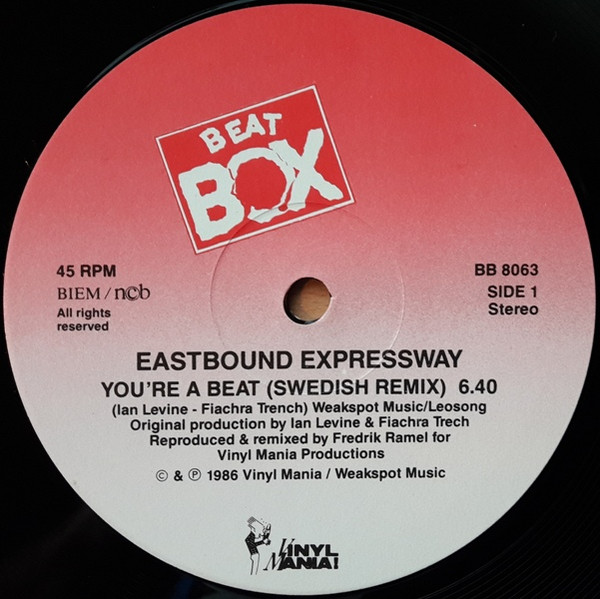 BEAT
BOX
45 RPM
BIEM / ncb
All rights
reserved
BB 8063
SIDE 1
Stereo
EASTBOUND EXPRESSWAY
YOU'RE A BEAT (SWEDISH REMIX) 6.40
(Ian Levine - Fiachra Trench) Weakspot Music/Leosong
Original production by Ian Levine & Fiachra Trech
Reproduced & remixed by Fredrik Ramel for
Vinyl Mania Productions
© & ℗ 1986 Vinyl Mania / Weakspot Music
VINYL
MANIA!